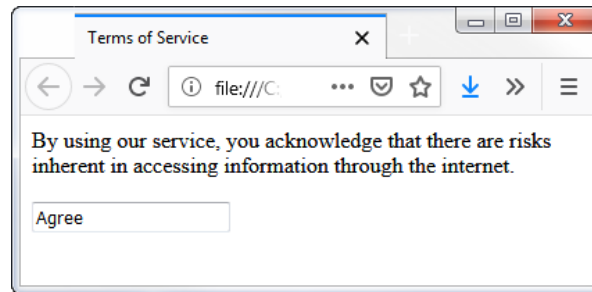 Terms of Service
file:///C:
By using our service, you acknowledge that there are risks
inherent in accessing information through the internet.
Agree